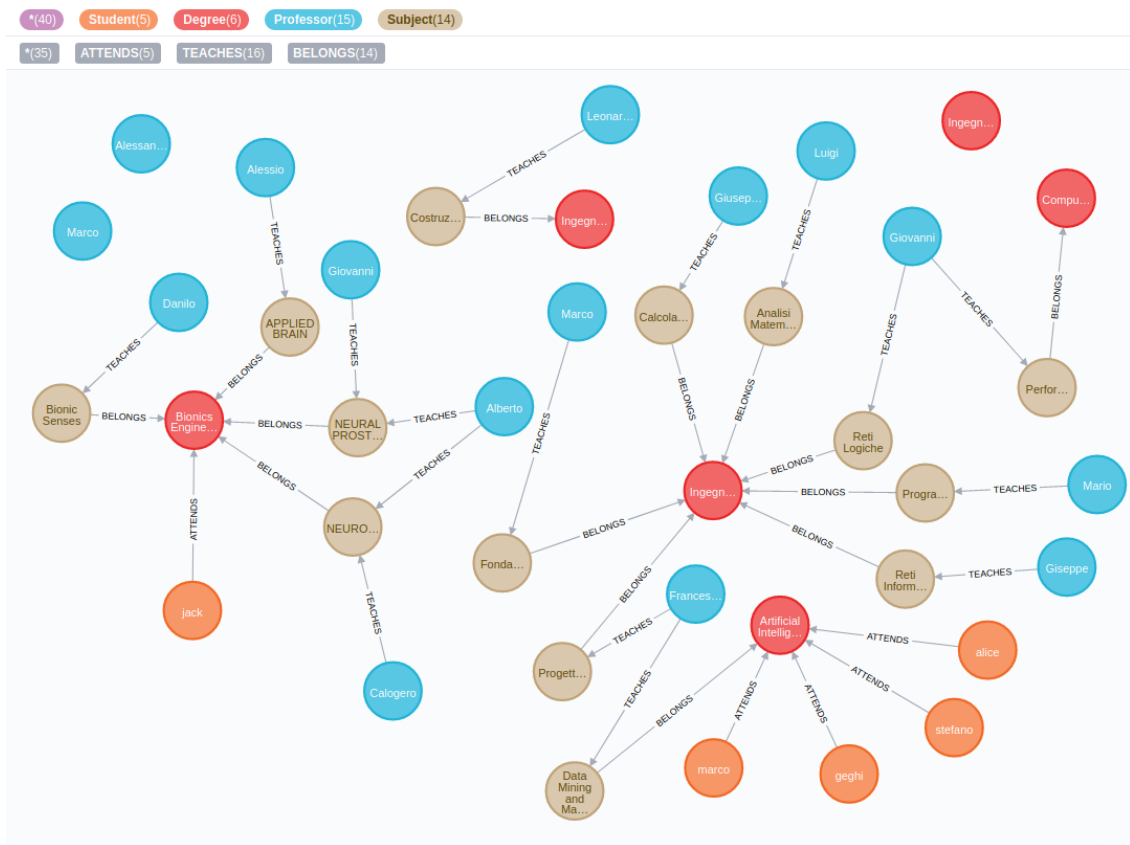 *(40) Student(5) Degree(6) Professor(15) Subject(14)
*(35) ATTENDS(5) TEACHES(16) BELONGS(14)
Leonar…
Ingegn…
Alessan…
Luigi
Alessio
TEACHES
Giusep…
Compu…
Costruz…
BELONGS
Ingegn…
TEACHES
Marco
TEACHES
TEACHES
Giovanni
Giovanni
Danilo
Marco
Calcola…
Analisi
Matem…
TEACHES
BELONGS
APPLIED
BRAIN
TEACHES
TEACHES
TEACHES
BELONGS
BELONGS
BELONGS
Perfor…
Bionic
Senses
BELONGS
Bionics
Engine…
BELONGS
NEURAL
PROST…
TEACHES
Alberto
TEACHES
Reti
Logiche
BELONGS
TEACHES
BELONGS
Ingegn…
BELONGS
Progra…
TEACHES
Mario
ATTENDS
NEURO…
BELONGS
BELONGS
Fonda…
Reti
Inform…
TEACHES
Giseppe
BELONGS
Frances…
jack
TEACHES
TEACHES
Artificial
Intellig…
ATTENDS
alice
Progett…
TEACHES
ATTENDS
Calogero
BELONGS
ATTENDS
ATTENDS
stefano
marco
geghi
Data
Mining
and
Ma…